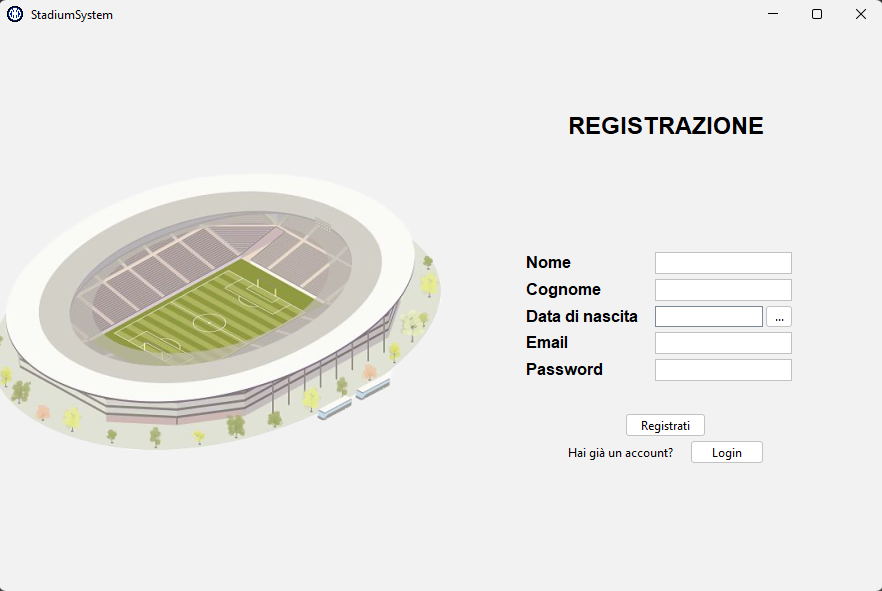 StadiumSystem
REGISTRAZIONE
Nome
Cognome
Data di nascita
...
Email
Password
Registrati
Hai già un account?
Login